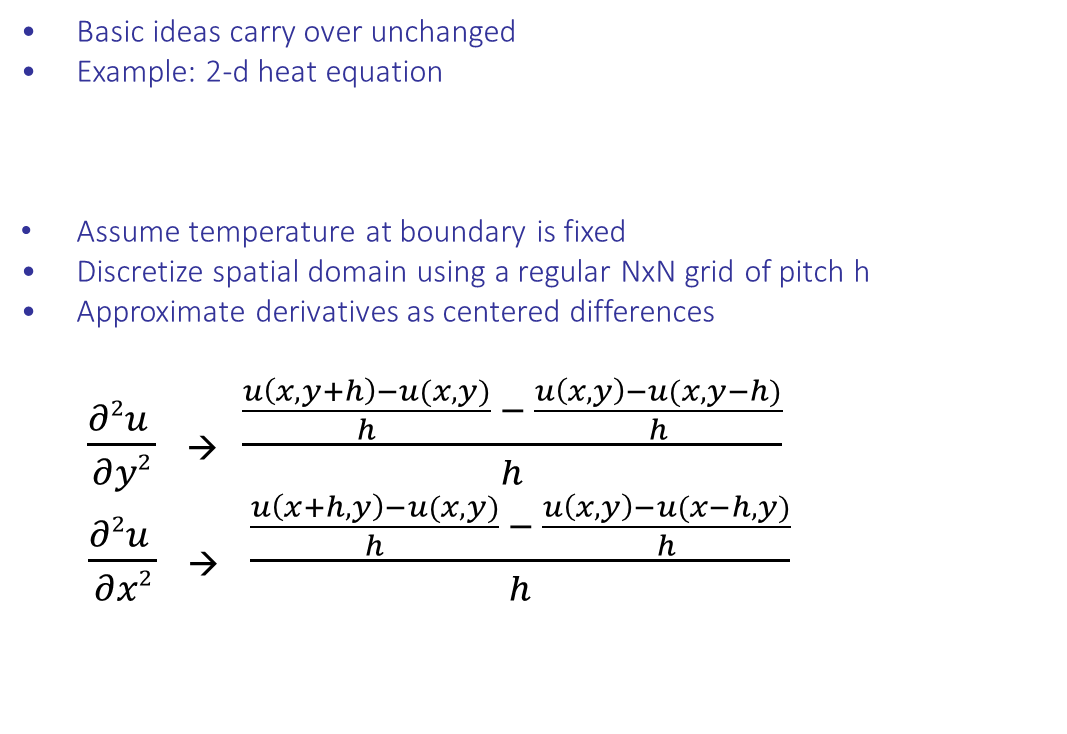 • Basic ideas carry over unchanged
• Example: 2-d heat equation
• Assume temperature at boundary is fixed
• Discretize spatial domain using a regular NxN grid of pitch h
• Approximate derivatives as centered differences
∂²u/∂y² → ((u(x,y+h)−u(x,y))/h − (u(x,y)−u(x,y−h))/h)/h
∂²u/∂x² → ((u(x+h,y)−u(x,y))/h − (u(x,y)−u(x−h,y))/h)/h